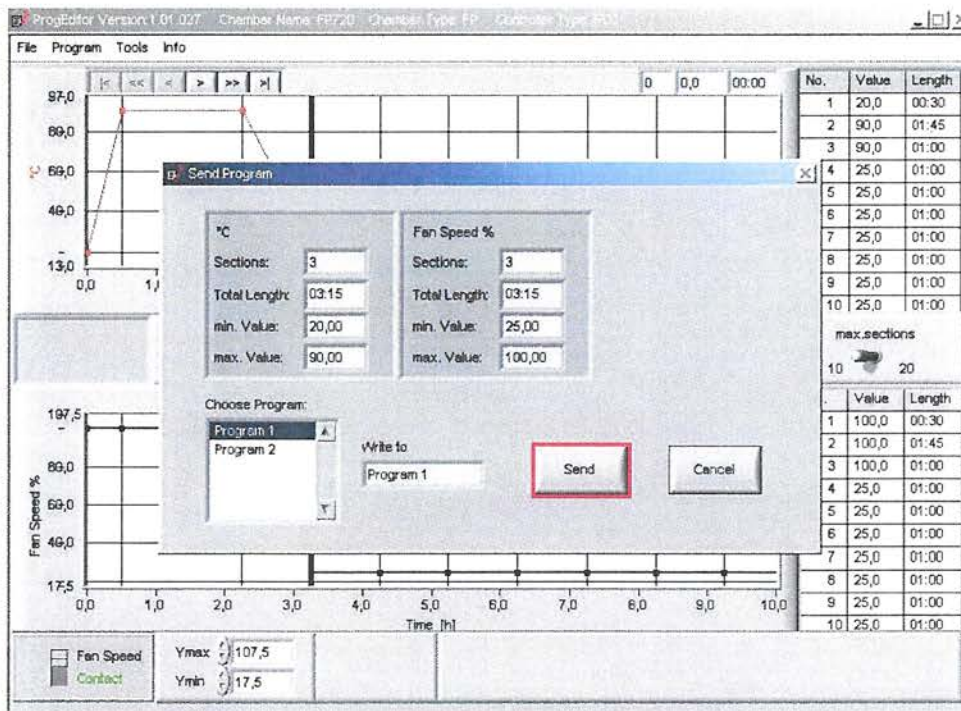 ProgEditor Version:1.01.027 Chamber Name: FP720 Chamber Type: FP Controller Type:
File Program Tools Info
|< << < > >> >|
0 0,0 00:00
No. Value Length
1 20,0 00:30
2 90,0 01:45
3 90,0 01:00
4 25,0 01:00
5 25,0 01:00
6 25,0 01:00
7 25,0 01:00
8 25,0 01:00
9 25,0 01:00
10 25,0 01:00
°C
97,0
89,0
69,0
49,0
13,0
0,0
Send Program
°C
Sections: 3
Total Length: 03:15
min. Value: 20,00
max. Value: 90,00
Fan Speed %
Sections: 3
Total Length: 03:15
min. Value: 25,00
max. Value: 100,00
Choose Program:
Program 1
Program 2
Write to
Program 1
Send
Cancel
max.sections
10 20
Value Length
1 100,0 00:30
2 100,0 01:45
3 100,0 01:00
4 25,0 01:00
5 25,0 01:00
6 25,0 01:00
7 25,0 01:00
8 25,0 01:00
9 25,0 01:00
10 25,0 01:00
Fan Speed %
107,5
89,0
69,0
49,0
17,5
0,0 1,0 2,0 3,0 4,0 5,0 6,0 7,0 8,0 9,0 10,0
Time [h]
Fan Speed
Contact
Ymax 107,5
Ymin 17,5